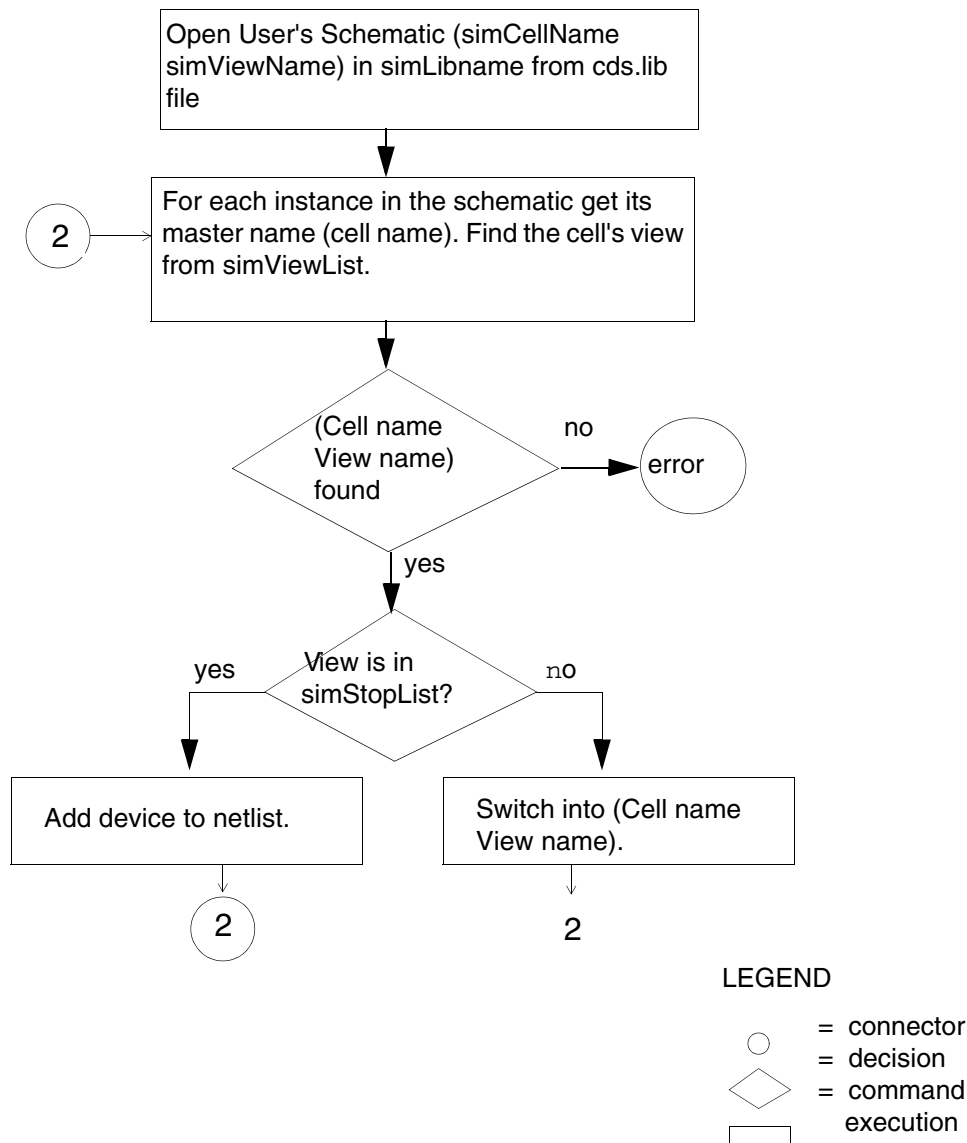 Open User's Schematic (simCellName
simViewName) in simLibname from cds.lib
file
For each instance in the schematic get its
master name (cell name). Find the cell's view
from simViewList.
2
(Cell name
View name)
found
no
error
yes
View is in
simStopList?
yes
no
Add device to netlist.
Switch into (Cell name
View name).
2
2
LEGEND
= connector
= decision
= command
execution